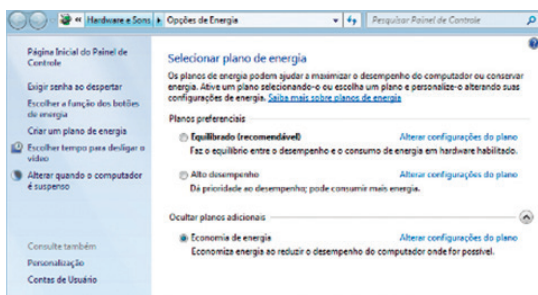 « Hardware e Sons ▸ Opções de Energia
Pesquisar Painel de Controle
Página Inicial do Painel de
Controle
Exigir senha ao despertar
Escolher a função dos botões
de energia
Criar um plano de energia
Escolher tempo para desligar o
vídeo
Alterar quando o computador
é suspenso
Consulte também
Personalização
Contas de Usuário
Selecionar plano de energia
Os planos de energia podem ajudar a maximizar o desempenho do computador ou conservar
energia. Ative um plano selecionando-o ou escolha um plano e personalize-o alterando suas
configurações de energia. Saiba mais sobre planos de energia
Planos preferenciais
Equilibrado (recomendável) Alterar configurações do plano
Faz o equilíbrio entre o desempenho e o consumo de energia em hardware habilitado.
Alto desempenho Alterar configurações do plano
Dá prioridade ao desempenho; pode consumir mais energia.
Ocultar planos adicionais
Economia de energia Alterar configurações do plano
Economiza energia ao reduzir o desempenho do computador onde for possível.